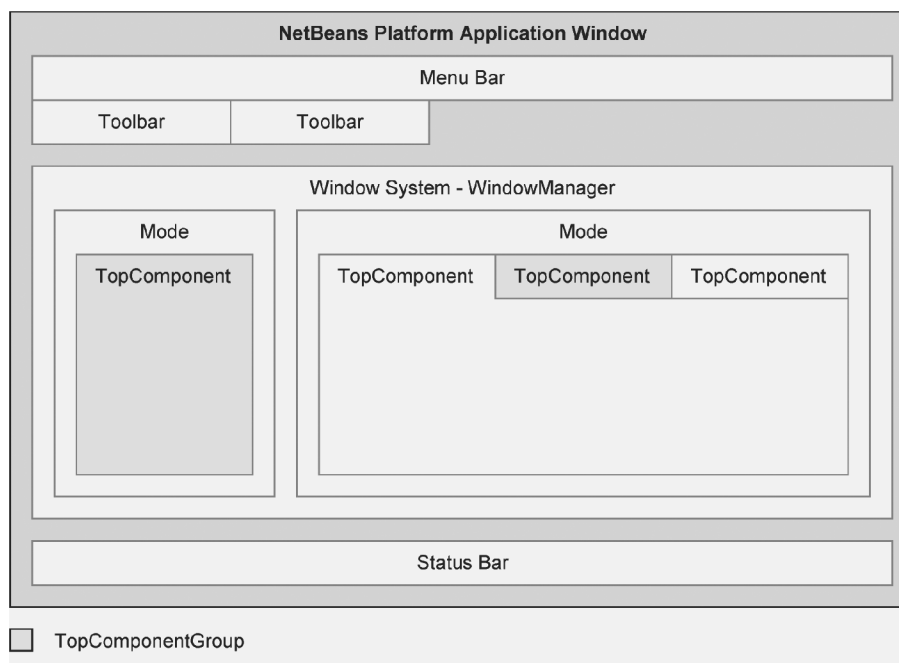 NetBeans Platform Application Window
Menu Bar
Toolbar Toolbar
Window System - WindowManager
Mode Mode
TopComponent TopComponent TopComponent TopComponent
Status Bar
TopComponentGroup